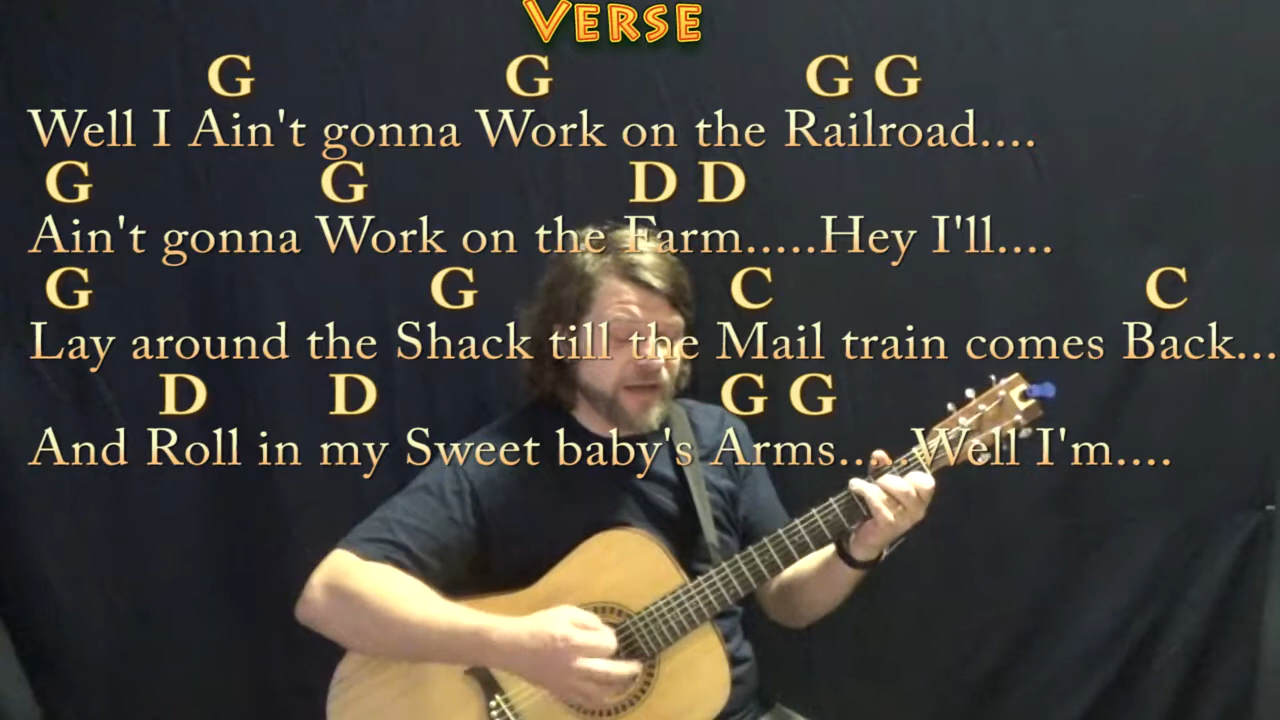 VERSE
G G G G
Well I Ain't gonna Work on the Railroad....
G G D D
Ain't gonna Work on the Farm.....Hey I'll....
G G C C
Lay around the Shack till the Mail train comes Back...
D D G G
And Roll in my Sweet baby's Arms.....Well I'm....